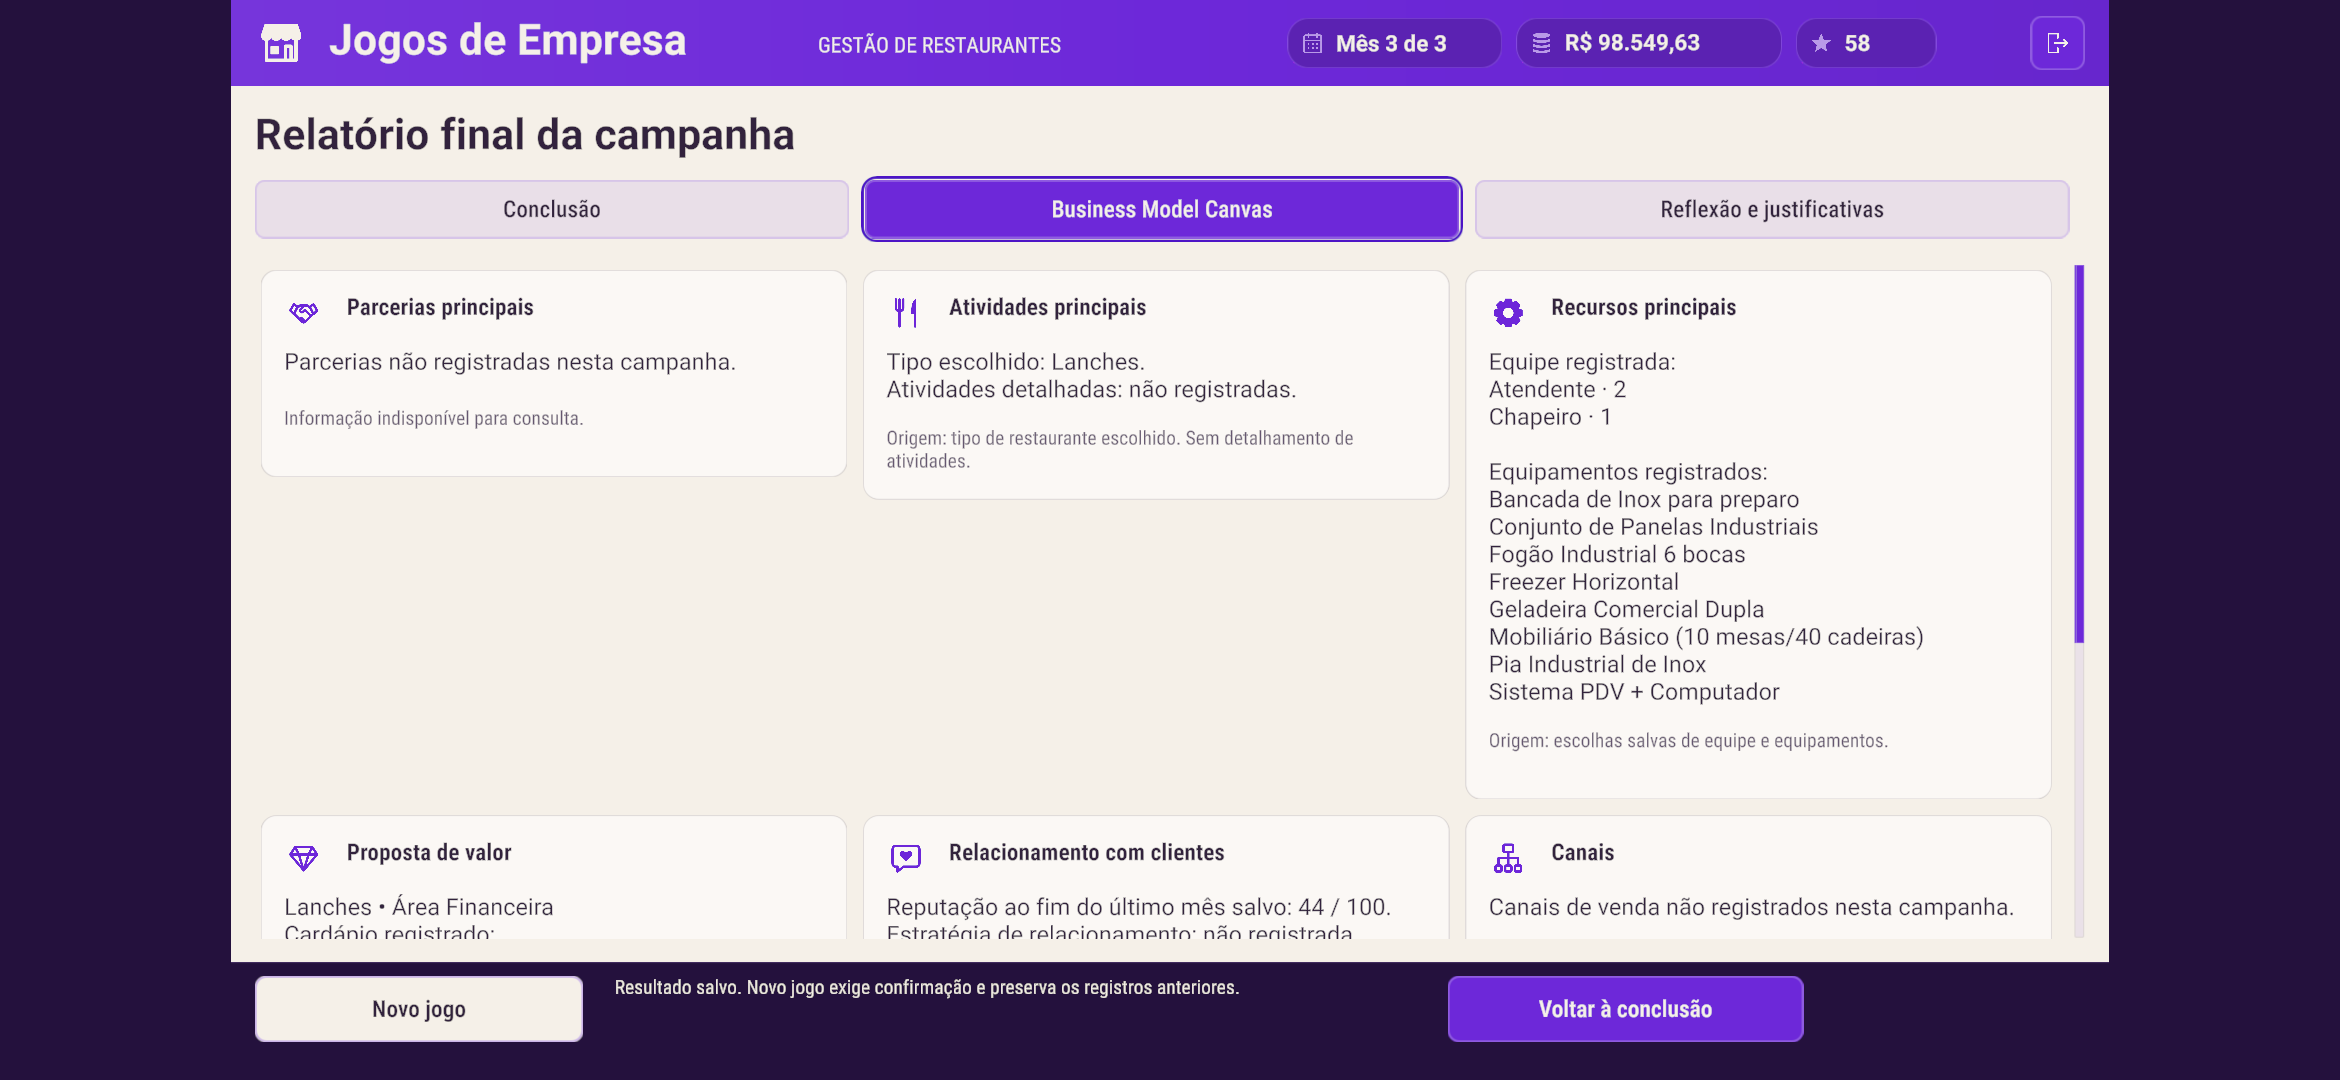 Jogos de Empresa
GESTÃO DE RESTAURANTES
Mês 3 de 3
R$ 98.549,63
58
Relatório final da campanha
Conclusão
Business Model Canvas
Reflexão e justificativas
Parcerias principais
Parcerias não registradas nesta campanha.
Informação indisponível para consulta.
Atividades principais
Tipo escolhido: Lanches.
Atividades detalhadas: não registradas.
Origem: tipo de restaurante escolhido. Sem detalhamento de
atividades.
Recursos principais
Equipe registrada:
Atendente · 2
Chapeiro · 1
Equipamentos registrados:
Bancada de Inox para preparo
Conjunto de Panelas Industriais
Fogão Industrial 6 bocas
Freezer Horizontal
Geladeira Comercial Dupla
Mobiliário Básico (10 mesas/40 cadeiras)
Pia Industrial de Inox
Sistema PDV + Computador
Origem: escolhas salvas de equipe e equipamentos.
Proposta de valor
Lanches • Área Financeira
Cardápio registrado:
Relacionamento com clientes
Reputação ao fim do último mês salvo: 44 / 100.
Estratégia de relacionamento: não registrada
Canais
Canais de venda não registrados nesta campanha.
Novo jogo
Resultado salvo. Novo jogo exige confirmação e preserva os registros anteriores.
Voltar à conclusão